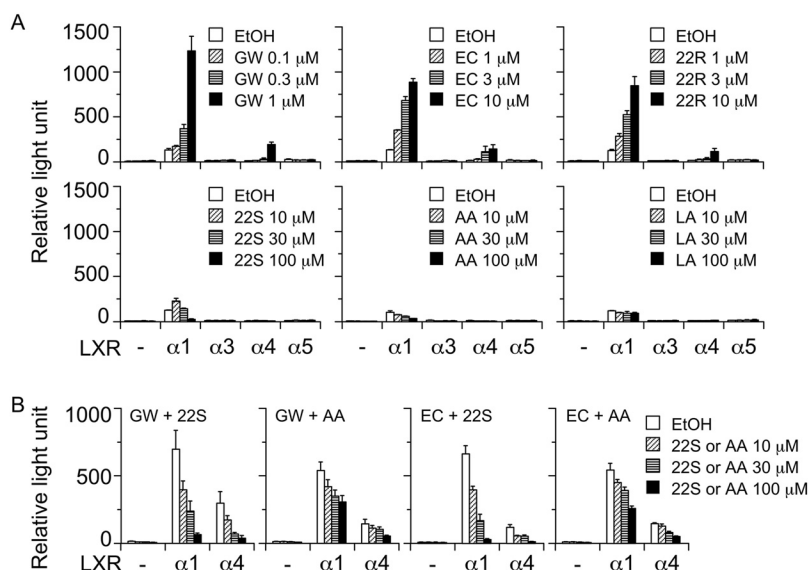 A
Relative light unit
1500
1000
500
0
EtOH
GW 0.1 μM
GW 0.3 μM
GW 1 μM
EtOH
EC 1 μM
EC 3 μM
EC 10 μM
EtOH
22R 1 μM
22R 3 μM
22R 10 μM
1500
1000
500
0
EtOH
22S 10 μM
22S 30 μM
22S 100 μM
EtOH
AA 10 μM
AA 30 μM
AA 100 μM
EtOH
LA 10 μM
LA 30 μM
LA 100 μM
LXR - α1 α3 α4 α5 - α1 α3 α4 α5 - α1 α3 α4 α5
B
Relative light unit
1000
500
0
GW + 22S
GW + AA
EC + 22S
EC + AA
EtOH
22S or AA 10 μM
22S or AA 30 μM
22S or AA 100 μM
LXR - α1 α4 - α1 α4 - α1 α4 - α1 α4